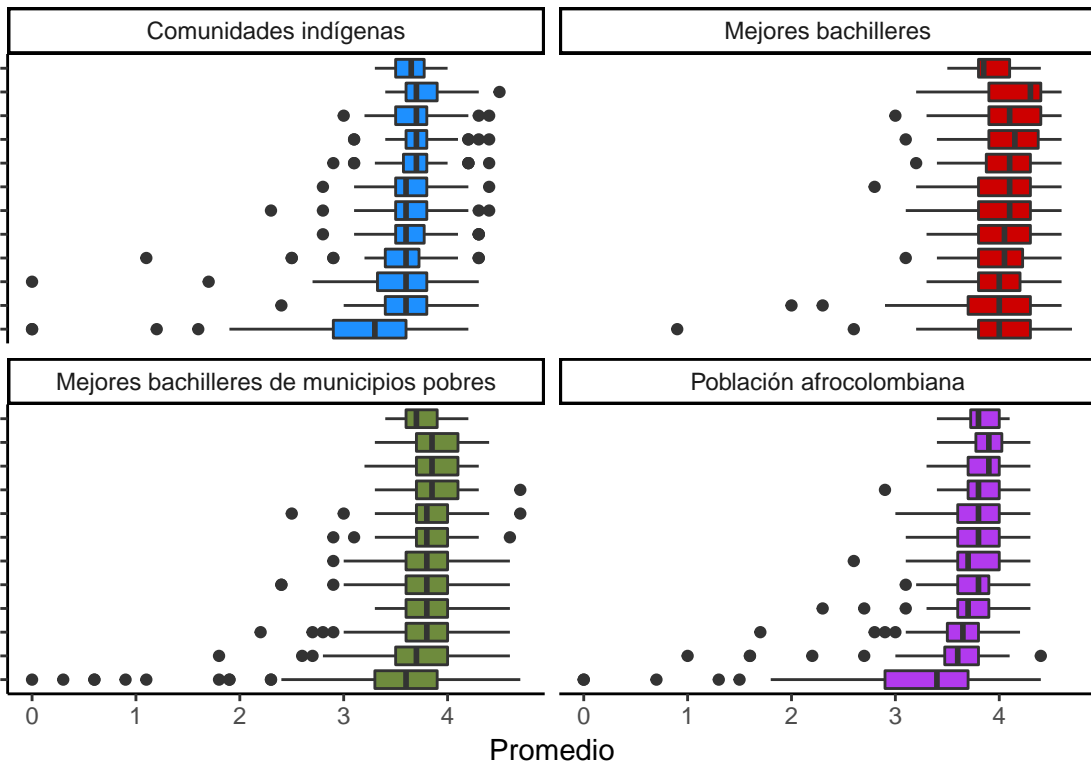 Comunidades indígenas
Mejores bachilleres
Mejores bachilleres de municipios pobres
Población afrocolombiana
0 1 2 3 4
0 1 2 3 4
Promedio